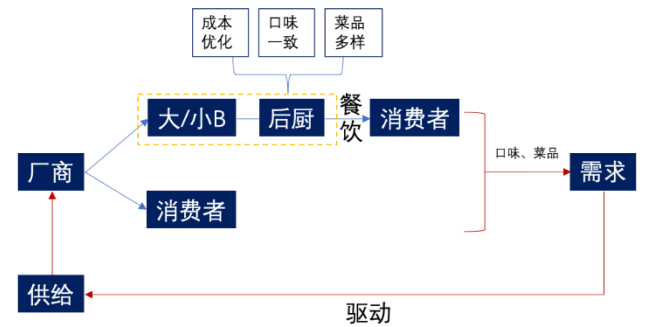 成本
优化
口味
一致
菜品
多样
大/小B
后厨
餐
饮
消费者
口味、菜品
厂商
需求
消费者
供给
驱动